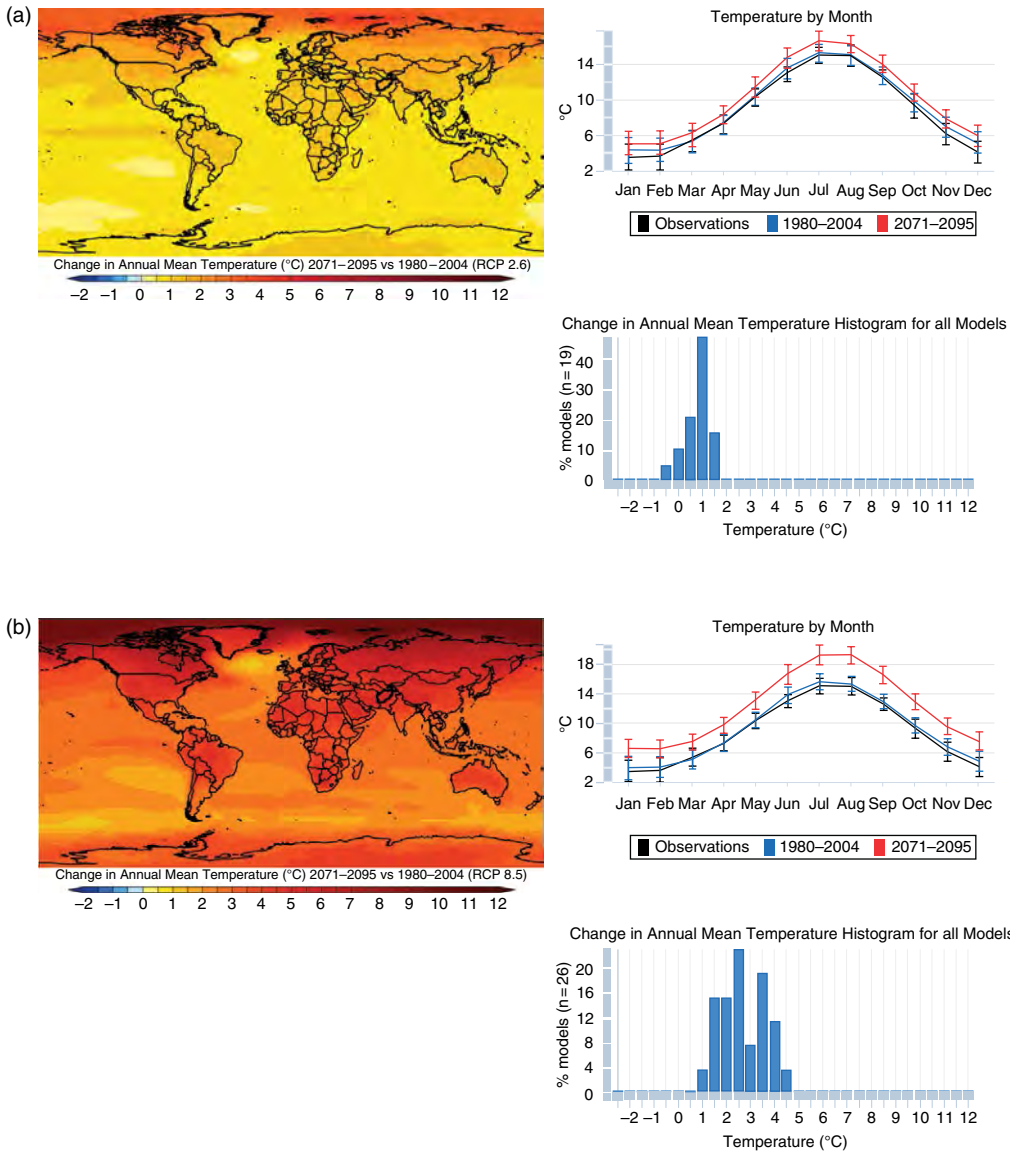 (a)
Change in Annual Mean Temperature (°C) 2071–2095 vs 1980–2004 (RCP 2.6)
–2 –1 0 1 2 3 4 5 6 7 8 9 10 11 12
Temperature by Month
°C
14
10
6
2
Jan Feb Mar Apr May Jun Jul Aug Sep Oct Nov Dec
Observations 1980–2004 2071–2095
Change in Annual Mean Temperature Histogram for all Models
% models (n = 19)
40
30
20
10
0
–2 –1 0 1 2 3 4 5 6 7 8 9 10 11 12
Temperature (°C)
(b)
Change in Annual Mean Temperature (°C) 2071–2095 vs 1980–2004 (RCP 8.5)
–2 –1 0 1 2 3 4 5 6 7 8 9 10 11 12
Temperature by Month
°C
18
14
10
6
2
Jan Feb Mar Apr May Jun Jul Aug Sep Oct Nov Dec
Observations 1980–2004 2071–2095
Change in Annual Mean Temperature Histogram for all Models
% models (n = 26)
20
16
12
8
4
0
–2 –1 0 1 2 3 4 5 6 7 8 9 10 11 12
Temperature (°C)